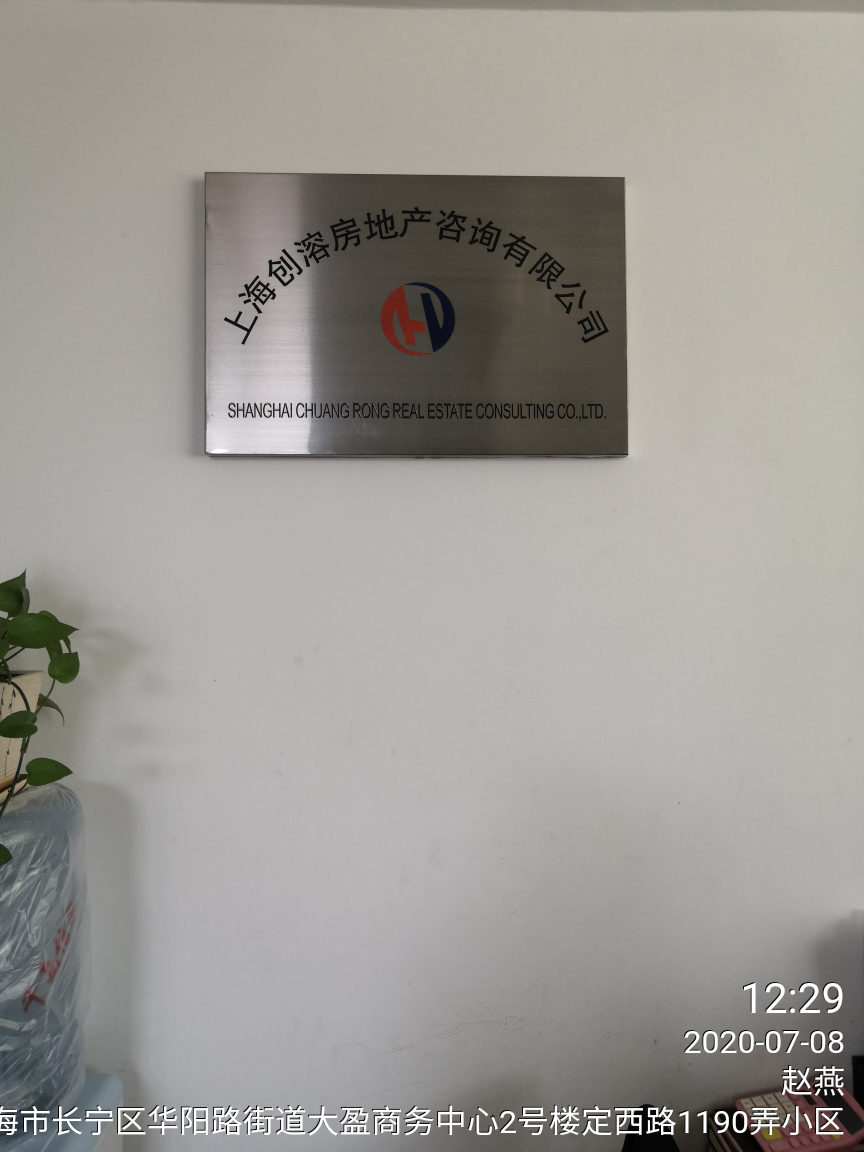 上海创溶房地产咨询有限公司
SHANGHAI CHUANG RONG REAL ESTATE CONSULTING CO.,LTD.
12:29
2020-07-08
赵燕
海市长宁区华阳路街道大盈商务中心2号楼定西路1190弄小区